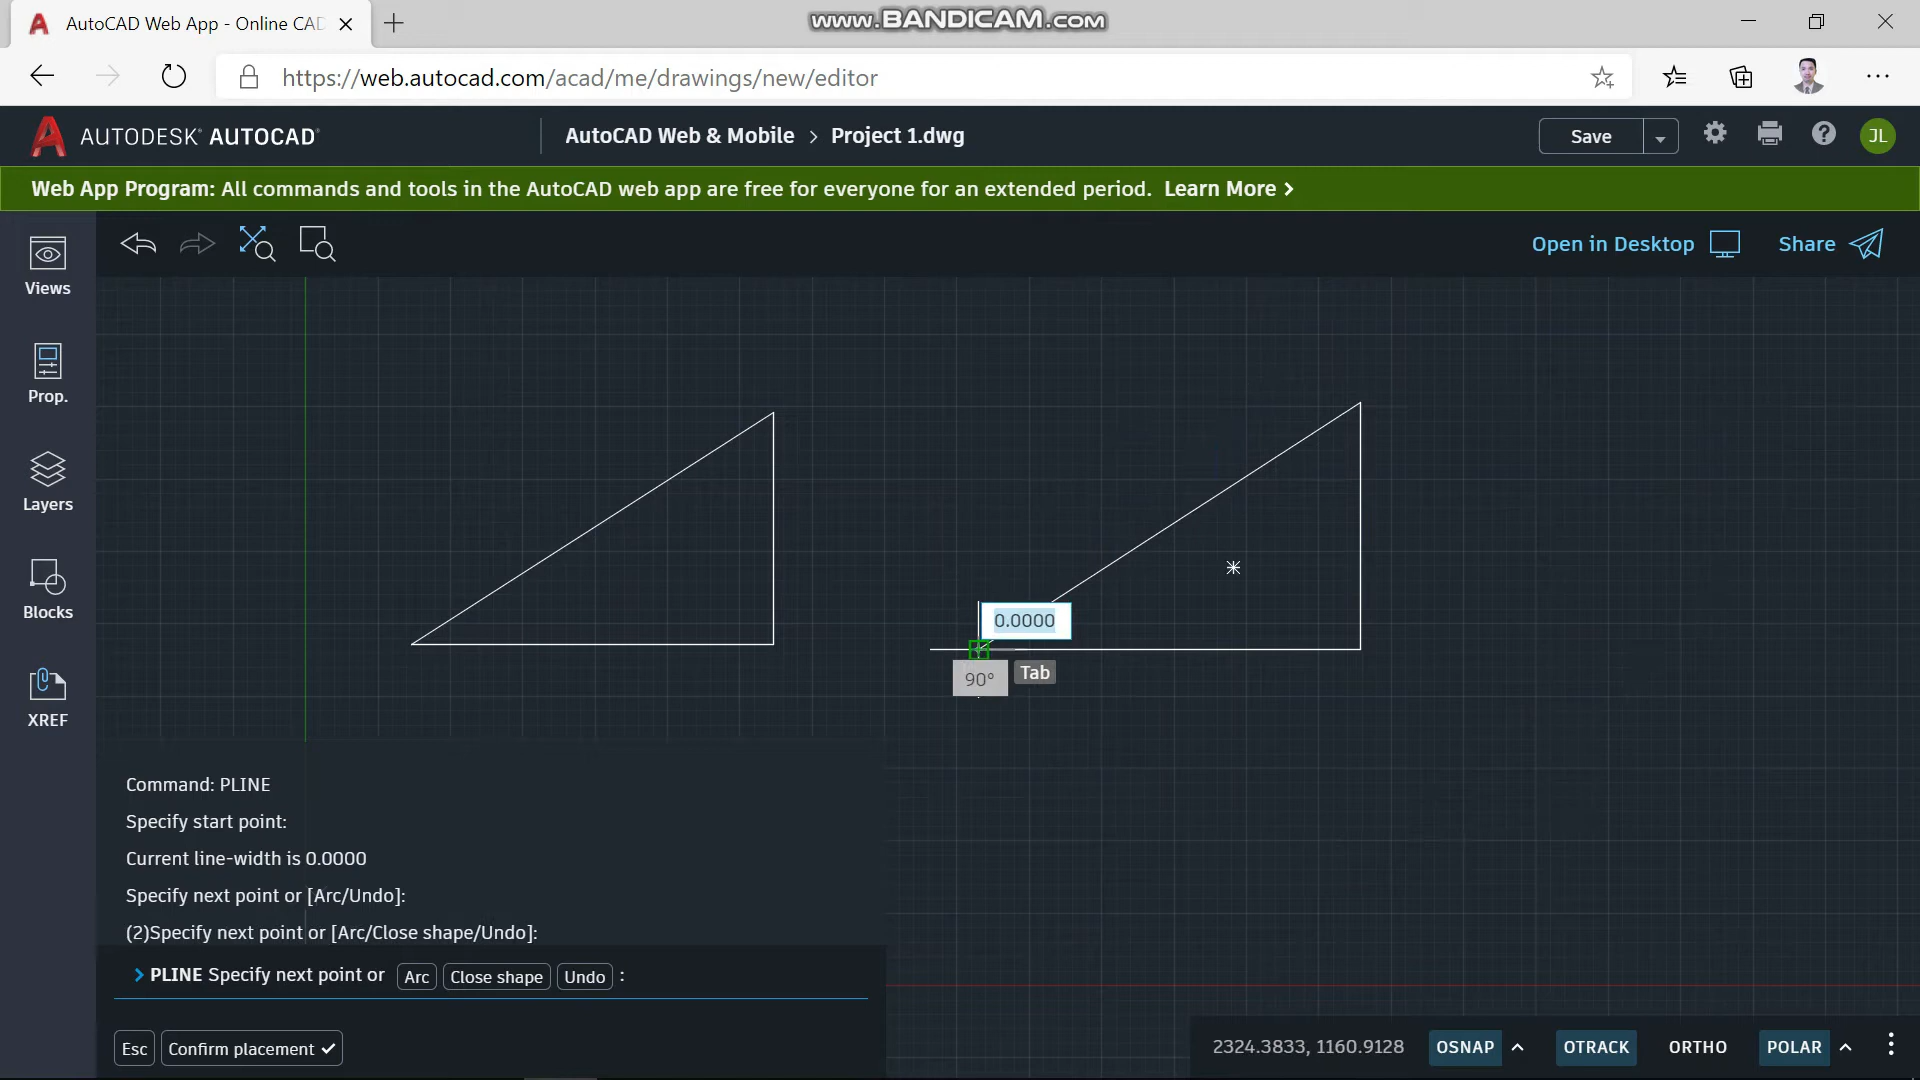 AutoCAD Web App - Online CAD
www.BANDICAM.com
https://web.autocad.com/acad/me/drawings/new/editor
AUTODESK® AUTOCAD®
AutoCAD Web & Mobile > Project 1.dwg
Save
JL
Web App Program: All commands and tools in the AutoCAD web app are free for everyone for an extended period. Learn More >
Open in Desktop
Share
Views
Prop.
Layers
Blocks
XREF
0.0000
90°
Tab
Command: PLINE
Specify start point:
Current line-width is 0.0000
Specify next point or [Arc/Undo]:
(2)Specify next point or [Arc/Close shape/Undo]:
> PLINE Specify next point or Arc Close shape Undo :
Esc Confirm placement ✓
2324.3833, 1160.9128 OSNAP OTRACK ORTHO POLAR